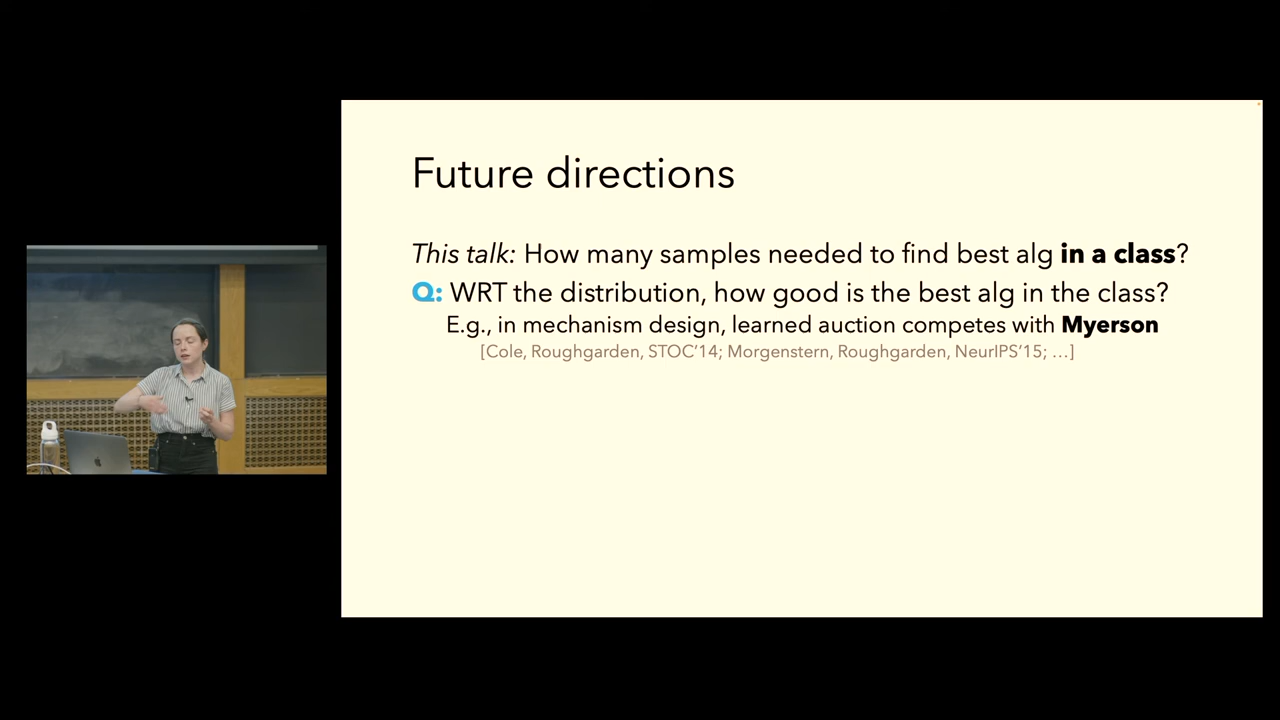 Future directions
This talk: How many samples needed to find best alg in a class?
Q: WRT the distribution, how good is the best alg in the class?
E.g., in mechanism design, learned auction competes with Myerson
[Cole, Roughgarden, STOC'14; Morgenstern, Roughgarden, NeurIPS'15; …]